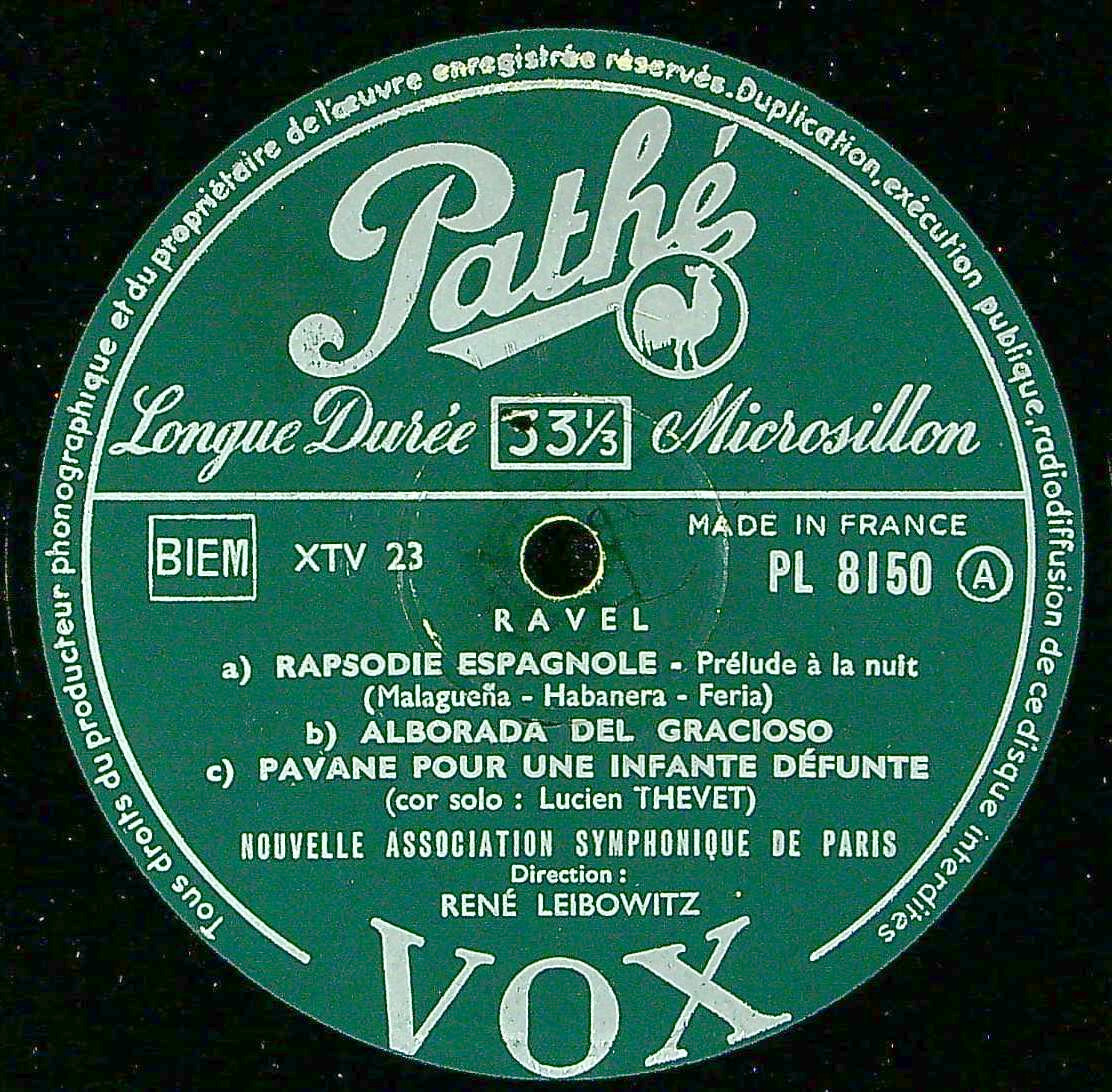 Tous droits du producteur phonographique et du propriétaire de l'œuvre enregistrée réservés. Duplication, exécution publique, radiodiffusion de ce disque interdites
Pathé
Longue Durée 33⅓ Microsillon
BIEM XTV 23 MADE IN FRANCE
PL 8150 A
RAVEL
a) RAPSODIE ESPAGNOLE - Prélude à la nuit
(Malagueña - Habanera - Feria)
b) ALBORADA DEL GRACIOSO
c) PAVANE POUR UNE INFANTE DÉFUNTE
(cor solo : Lucien THEVET)
NOUVELLE ASSOCIATION SYMPHONIQUE DE PARIS
Direction :
RENÉ LEIBOWITZ
VOX